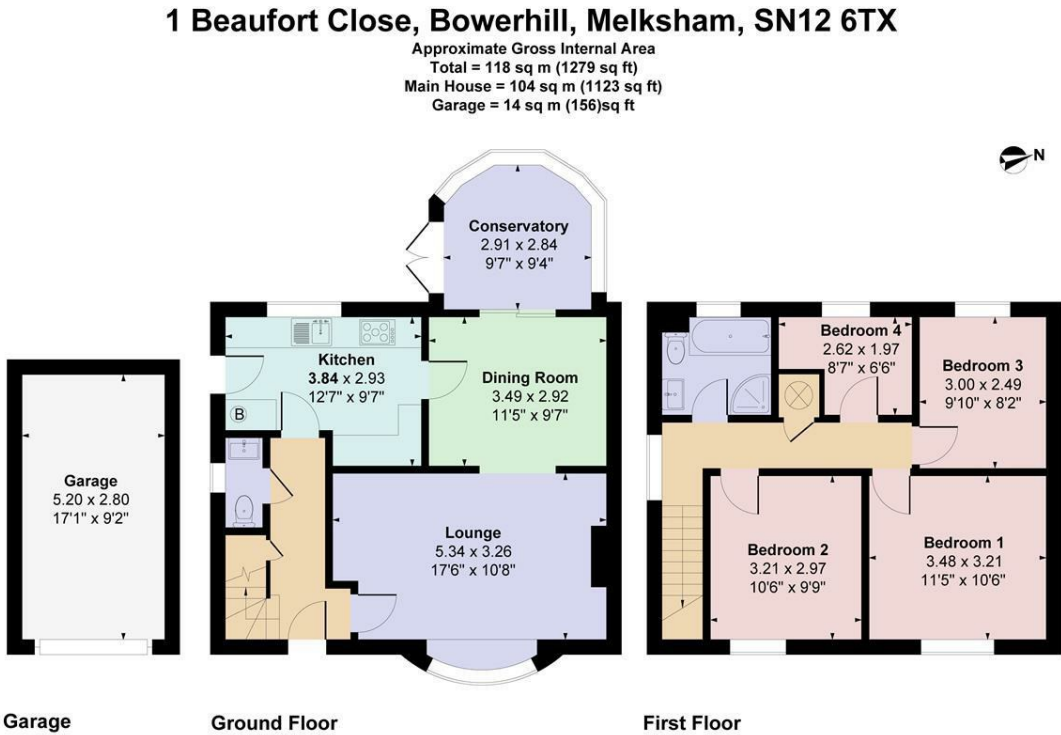 1 Beaufort Close, Bowerhill, Melksham, SN12 6TX
Approximate Gross Internal Area
Total = 118 sq m (1279 sq ft)
Main House = 104 sq m (1123 sq ft)
Garage = 14 sq m (156)sq ft
N
Conservatory
2.91 x 2.84
9'7" x 9'4"
Kitchen
3.84 x 2.93
12'7" x 9'7"
B
Dining Room
3.49 x 2.92
11'5" x 9'7"
Bedroom 4
2.62 x 1.97
8'7" x 6'6"
Bedroom 3
3.00 x 2.49
9'10" x 8'2"
Garage
5.20 x 2.80
17'1" x 9'2"
Lounge
5.34 x 3.26
17'6" x 10'8"
Bedroom 2
3.21 x 2.97
10'6" x 9'9"
Bedroom 1
3.48 x 3.21
11'5" x 10'6"
Garage
Ground Floor
First Floor